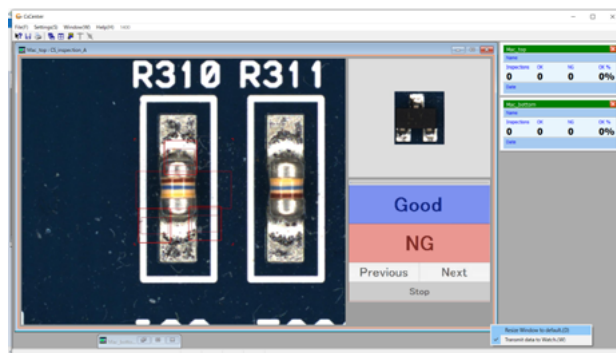 CsCenter
File(F) Settings(S) Window(W) Help(H) Help
Mac_top : CS_inspection_A
R310 R311
Good
NG
Previous Next
Stop
Mac_top
Name
Inspections OK NG OK %
0 0 0 0%
Date
Mac_bottom
Name
Inspections OK NG OK %
0 0 0 0%
Date
Resize Window to default.(D)
Transmit data to Watch.(W)